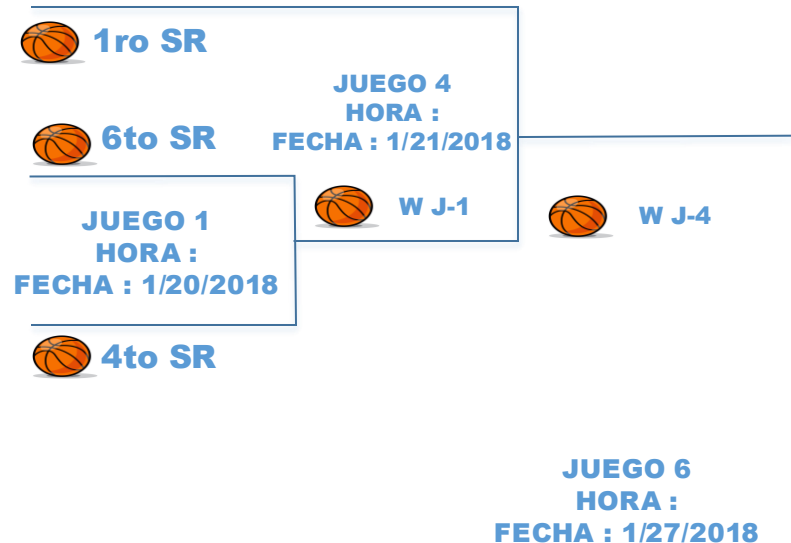 1ro SR
JUEGO 4
HORA :
FECHA : 1/21/2018
6to SR
W J-1
W J-4
JUEGO 1
HORA :
FECHA : 1/20/2018
4to SR
JUEGO 6
HORA :
FECHA : 1/27/2018